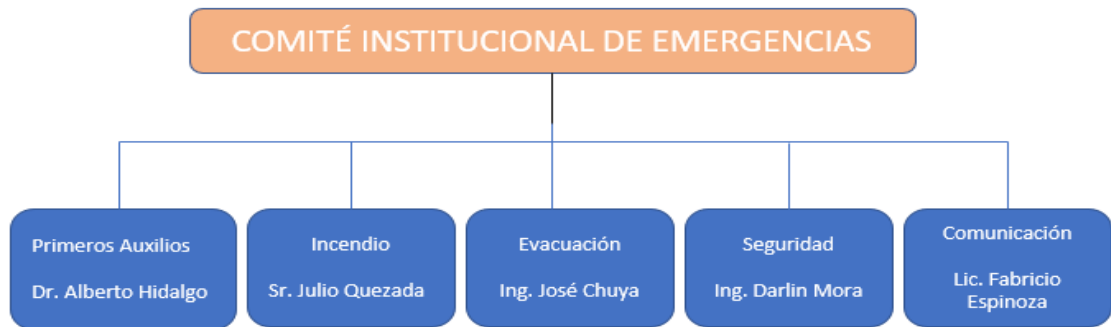 COMITÉ INSTITUCIONAL DE EMERGENCIAS
Primeros Auxilios
Dr. Alberto Hidalgo
Incendio
Sr. Julio Quezada
Evacuación
Ing. José Chuya
Seguridad
Ing. Darlin Mora
Comunicación
Lic. Fabricio
Espinoza